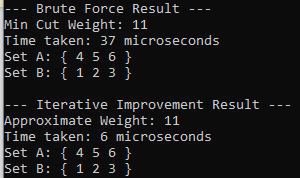 --- Brute Force Result ---
Min Cut Weight: 11
Time taken: 37 microseconds
Set A: { 4 5 6 }
Set B: { 1 2 3 }
--- Iterative Improvement Result ---
Approximate Weight: 11
Time taken: 6 microseconds
Set A: { 4 5 6 }
Set B: { 1 2 3 }